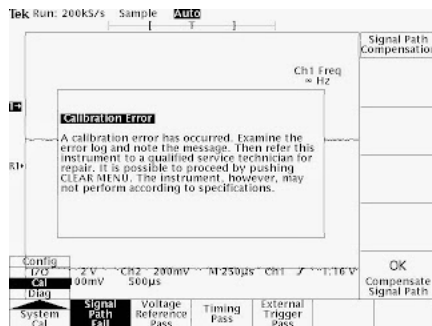 Tek Run: 200kS/s Sample Auto
[ T ]
Signal Path
Compensation
Ch1 Freq
∞ Hz
1
Calibration Error
A calibration error has occurred. Examine the
error log and note the message. Then refer this
instrument to a qualified service technician for
repair. It is possible to proceed by pushing
CLEAR MENU. The instrument, however, may
not perform according to specifications.
R1
Config
I/O
Cal
Diag
2 V Ch2 200mV M 250µs Ch1 1.16 V
00mV 500µs
OK
Compensate
Signal Path
System
Cal
Signal
Path
Fail
Voltage
Reference
Pass
Timing
Pass
External
Trigger
Pass